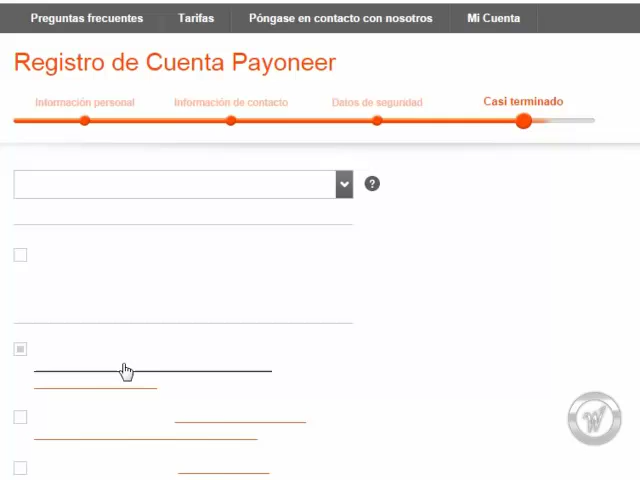 Preguntas frecuentes Tarifas Póngase en contacto con nosotros Mi Cuenta
Registro de Cuenta Payoneer
Información personal Información de contacto Datos de seguridad Casi terminado
?
W